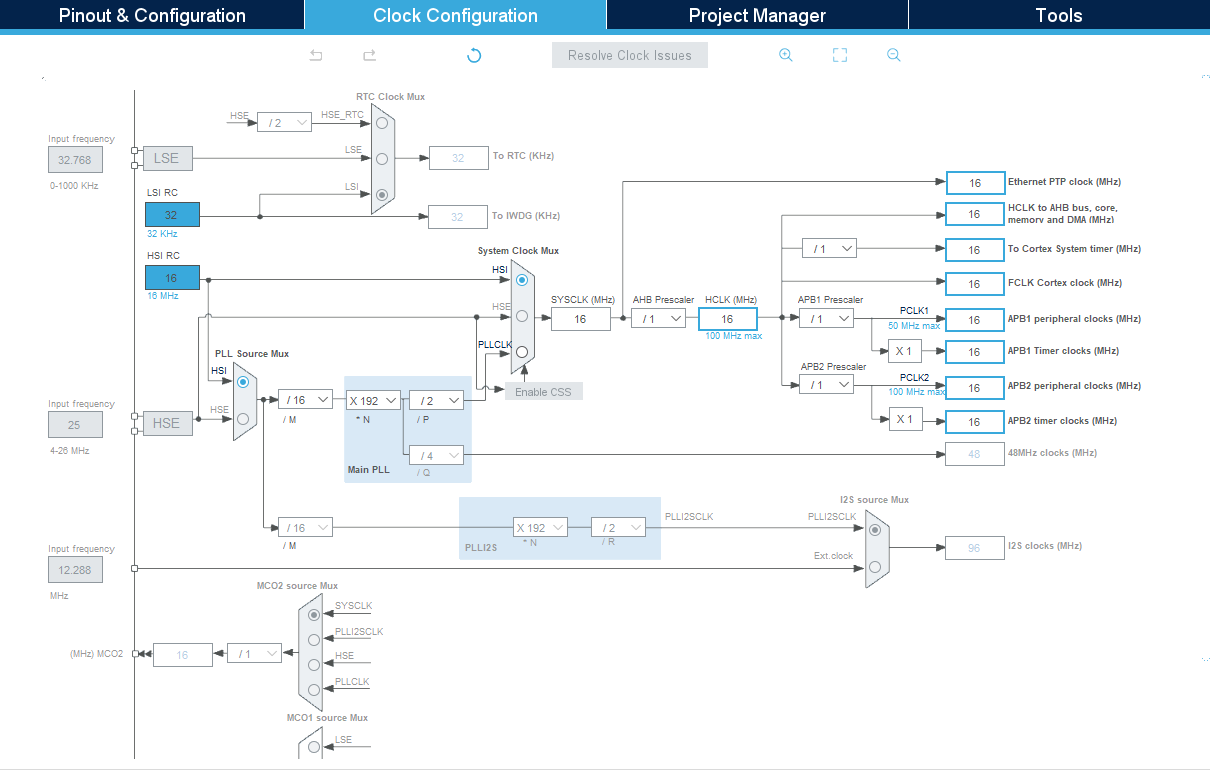 Pinout & Configuration
Clock Configuration
Project Manager
Tools
Resolve Clock Issues
RTC Clock Mux
HSE
/ 2
HSE_RTC
Input frequency
32.768
0-1000 KHz
LSE
LSE
32
To RTC (KHz)
LSI RC
LSI
32
32 KHz
32
To IWDG (KHz)
HSI RC
16
16 MHz
System Clock Mux
HSI
HSE
PLLCLK
SYSCLK (MHz)
16
AHB Prescaler
/ 1
HCLK (MHz)
16
100 MHz max
16
Ethernet PTP clock (MHz)
16
HCLK to AHB bus, core,
memory and DMA (MHz)
/ 1
16
To Cortex System timer (MHz)
16
FCLK Cortex clock (MHz)
APB1 Prescaler
/ 1
PCLK1
50 MHz max
16
APB1 peripheral clocks (MHz)
X 1
16
APB1 Timer clocks (MHz)
APB2 Prescaler
/ 1
PCLK2
100 MHz max
16
APB2 peripheral clocks (MHz)
X 1
16
APB2 timer clocks (MHz)
PLL Source Mux
HSI
HSE
Input frequency
25
4-26 MHz
HSE
/ 16
/ M
X 192
* N
/ 2
/ P
Enable CSS
/ 4
/ Q
Main PLL
48
48MHz clocks (MHz)
/ 16
/ M
X 192
* N
/ 2
/ R
PLLI2S
PLLI2SCLK
I2S source Mux
PLLI2SCLK
Ext.clock
96
I2S clocks (MHz)
Input frequency
12.288
MHz
MCO2 source Mux
SYSCLK
PLLI2SCLK
HSE
PLLCLK
(MHz) MCO2
16
/ 1
MCO1 source Mux
LSE